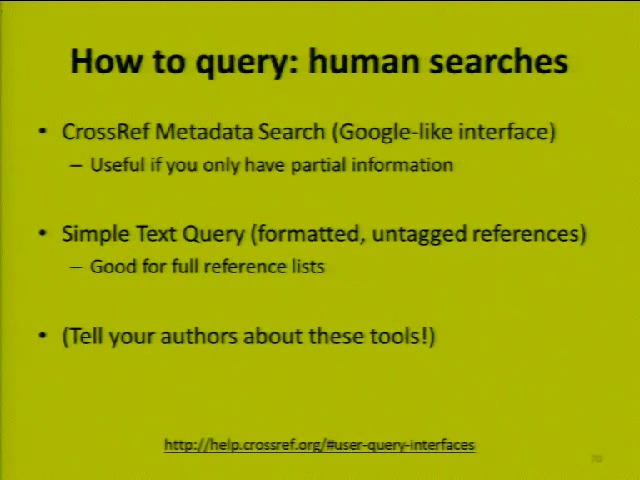 How to query: human searches
• CrossRef Metadata Search (Google-like interface)
– Useful if you only have partial information
• Simple Text Query (formatted, untagged references)
– Good for full reference lists
• (Tell your authors about these tools!)
http://help.crossref.org/#user-query-interfaces